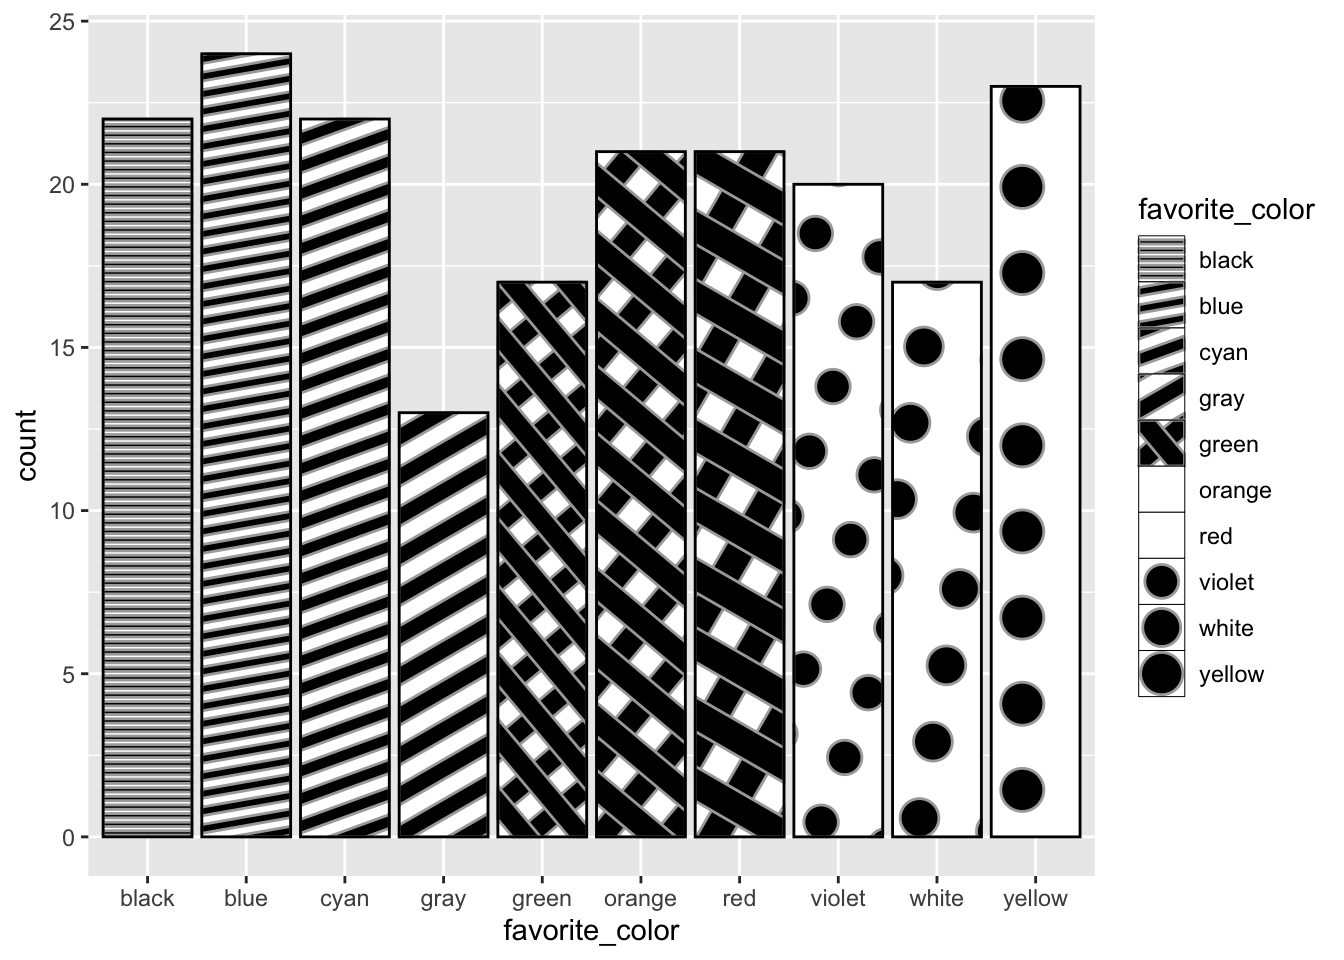 25
20
15
10
5
0
count
black blue cyan gray green orange red violet white yellow
favorite_color
favorite_color
black
blue
cyan
gray
green
orange
red
violet
white
yellow